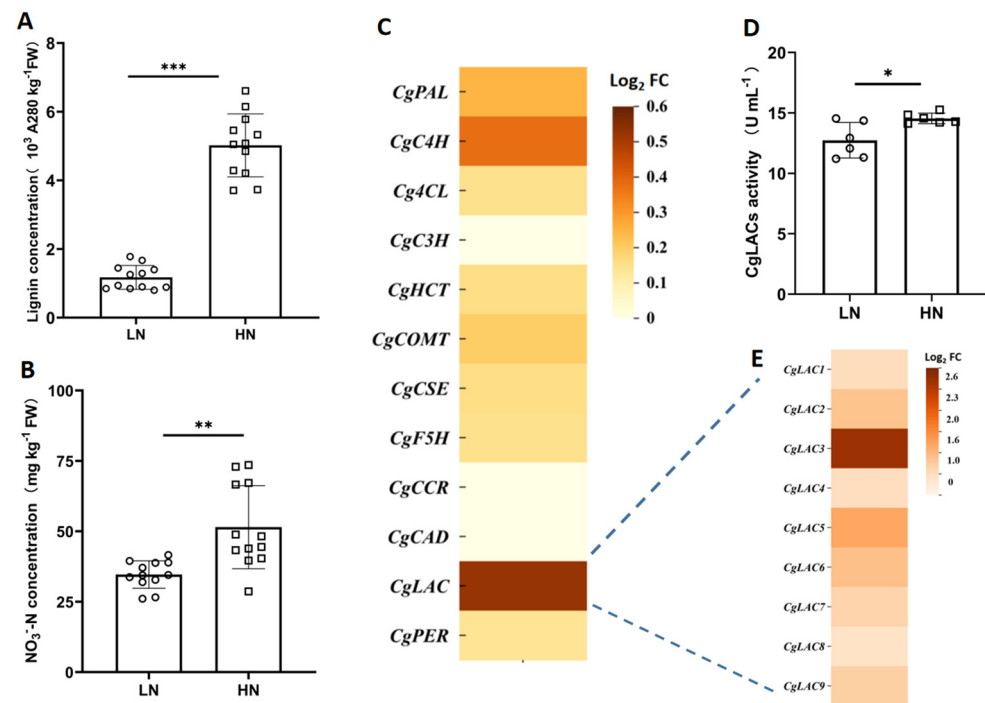 A
Lignin concentration( 10³ A280 kg⁻¹FW)
8
6
4
2
0
***
LN
HN
B
NO₃⁻-N concentration (mg kg⁻¹ FW)
100
75
50
25
0
**
LN
HN
C
CgPAL
CgC4H
Cg4CL
CgC3H
CgHCT
CgCOMT
CgCSE
CgF5H
CgCCR
CgCAD
CgLAC
CgPER
Log₂ FC
0.6
0.5
0.4
0.3
0.2
0.1
0
D
CgLACs activity (U mL⁻¹)
20
15
10
5
0
*
LN
HN
E
CgLAC1
CgLAC2
CgLAC3
CgLAC4
CgLAC5
CgLAC6
CgLAC7
CgLAC8
CgLAC9
Log₂ FC
2.6
2.3
2.0
1.6
1.0
0